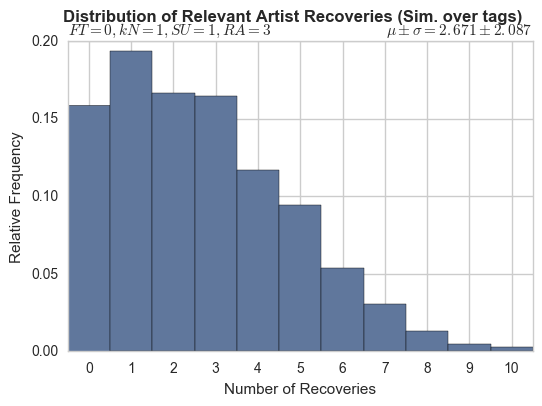 Distribution of Relevant Artist Recoveries (Sim. over tags)
FT = 0, kN = 1, SU = 1, RA = 3 μ ± σ = 2.671 ± 2.087
0.20
0.15
0.10
0.05
0.00
Relative Frequency
0 1 2 3 4 5 6 7 8 9 10
Number of Recoveries